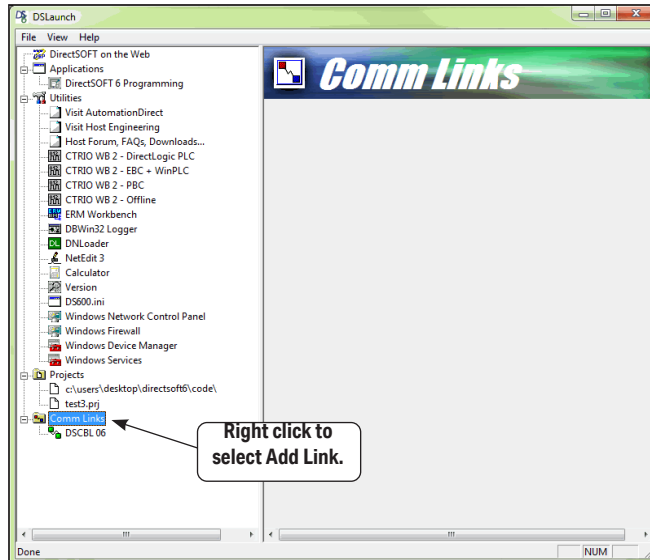 DSLaunch
File View Help
DirectSOFT on the Web
Applications
DirectSOFT 6 Programming
Utilities
Visit AutomationDirect
Visit Host Engineering
Host Forum, FAQs, Downloads...
CTRIO WB 2 - DirectLogic PLC
CTRIO WB 2 - EBC + WinPLC
CTRIO WB 2 - PBC
CTRIO WB 2 - Offline
ERM Workbench
DBWin32 Logger
DL DNLoader
NetEdit 3
Calculator
Version
DS600.ini
Windows Network Control Panel
Windows Firewall
Windows Device Manager
Windows Services
Projects
c:\users\desktop\directsoft6\code\
test3.prj
Comm Links
DSCBL 06
Comm Links
Right click to
select Add Link.
Done
NUM